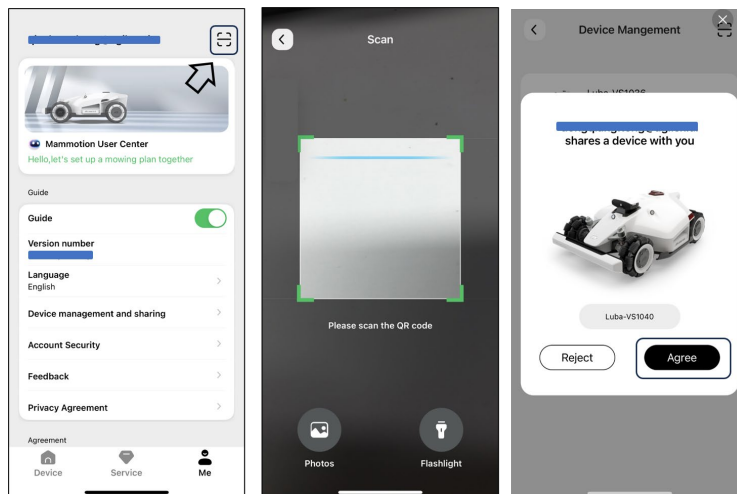 Mammotion User Center
Hello,let's set up a mowing plan together
Guide
Guide
Version number
Language
English
Device management and sharing
Account Security
Feedback
Privacy Agreement
Agreement
Device
Service
Me
Scan
Please scan the QR code
Photos
Flashlight
Device Mangement
shares a device with you
Luba-VS1040
Reject
Agree